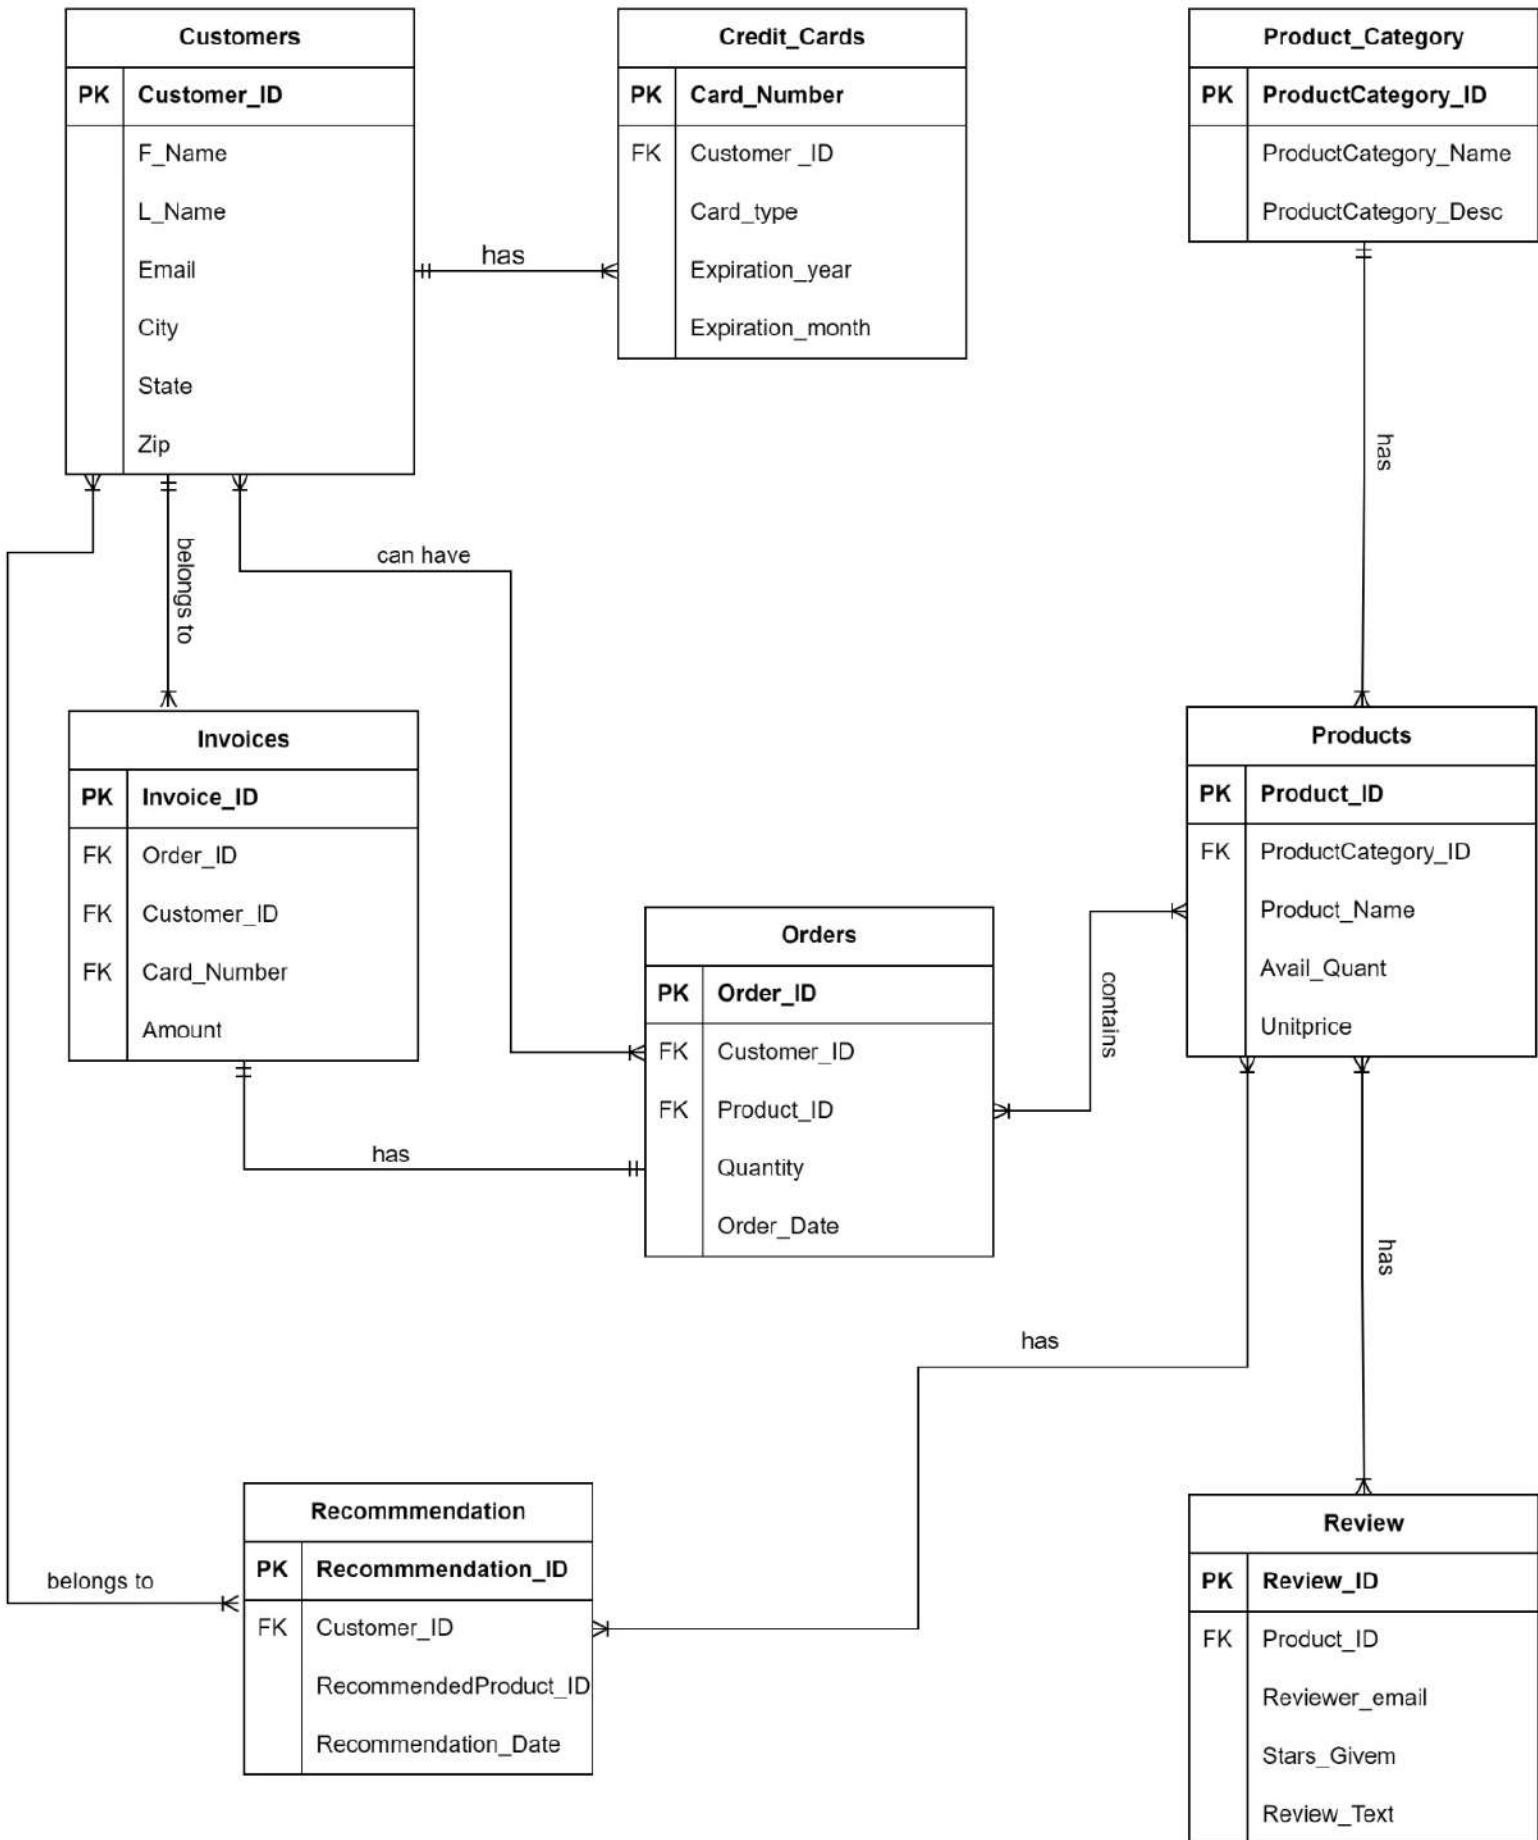 Customers
PK Customer_ID
F_Name
L_Name
Email
City
State
Zip
Credit_Cards
PK Card_Number
FK Customer _ID
Card_type
Expiration_year
Expiration_month
Product_Category
PK ProductCategory_ID
ProductCategory_Name
ProductCategory_Desc
has
has
belongs to
can have
Invoices
PK Invoice_ID
FK Order_ID
FK Customer_ID
FK Card_Number
Amount
Products
PK Product_ID
FK ProductCategory_ID
Product_Name
Avail_Quant
Unitprice
Orders
PK Order_ID
FK Customer_ID
FK Product_ID
Quantity
Order_Date
contains
has
has
has
Recommmendation
PK Recommmendation_ID
FK Customer_ID
RecommendedProduct_ID
Recommendation_Date
belongs to
Review
PK Review_ID
FK Product_ID
Reviewer_email
Stars_Givem
Review_Text